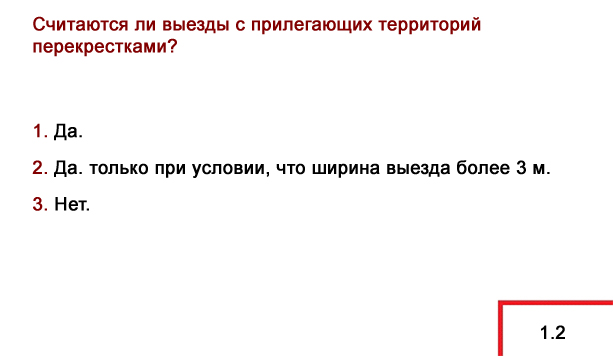 Считаются ли выезды с прилегающих территорий
перекрестками?
1. Да.
2. Да. только при условии, что ширина выезда более 3 м.
3. Нет.
1.2